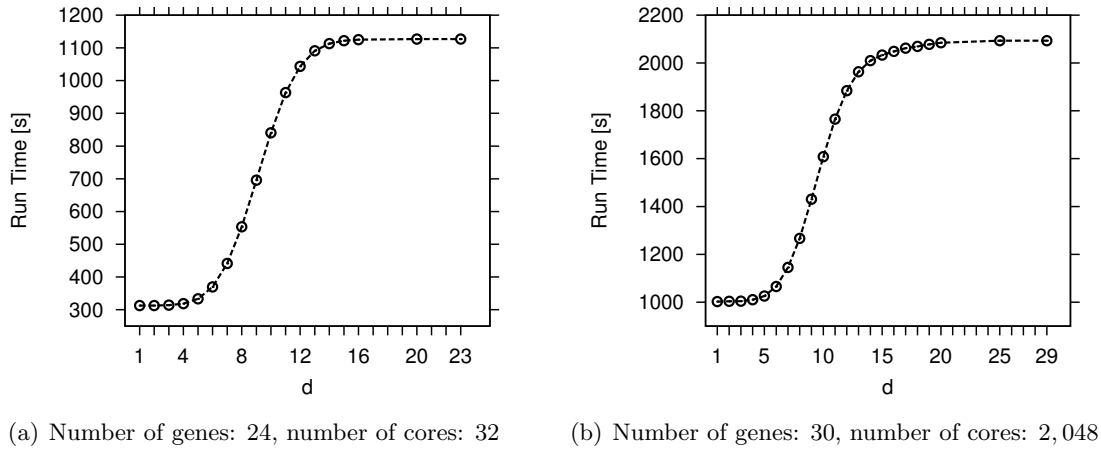 1200
1100
1000
900
800
700
600
500
400
300
Run Time [s]
1 4 8 12 16 20 23
d
(a) Number of genes: 24, number of cores: 32
2200
2000
1800
1600
1400
1200
1000
Run Time [s]
1 5 10 15 20 25 29
d
(b) Number of genes: 30, number of cores: 2, 048